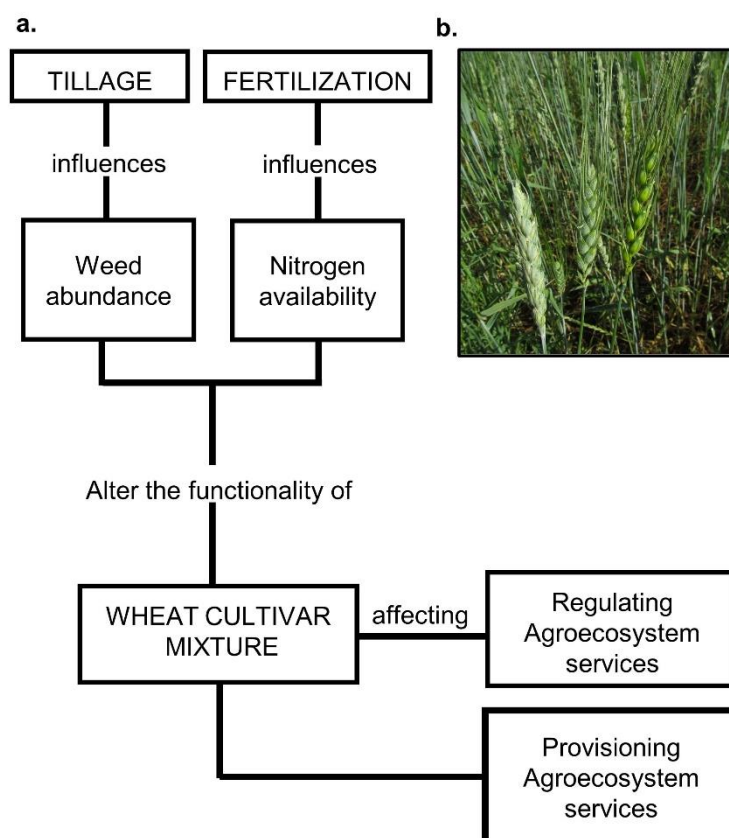 a.
b.
TILLAGE
FERTILIZATION
influences
influences
Weed
abundance
Nitrogen
availability
Alter the functionality of
WHEAT CULTIVAR
MIXTURE
affecting
Regulating
Agroecosystem
services
Provisioning
Agroecosystem
services